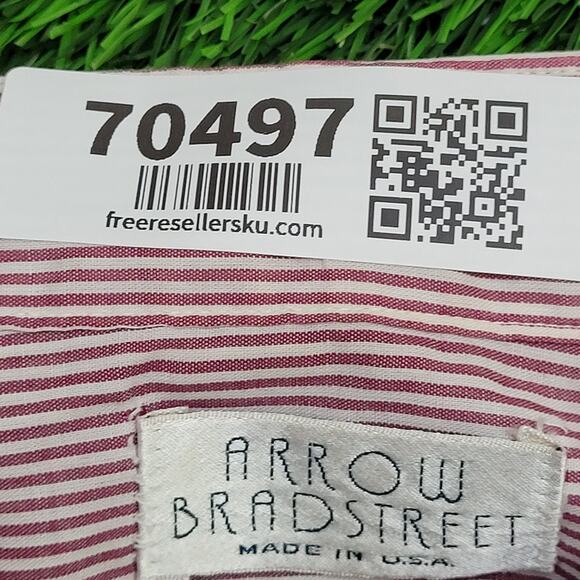 70497
freeresellersku.com
ARROW
BRADSTREET
MADE IN U.S.A.